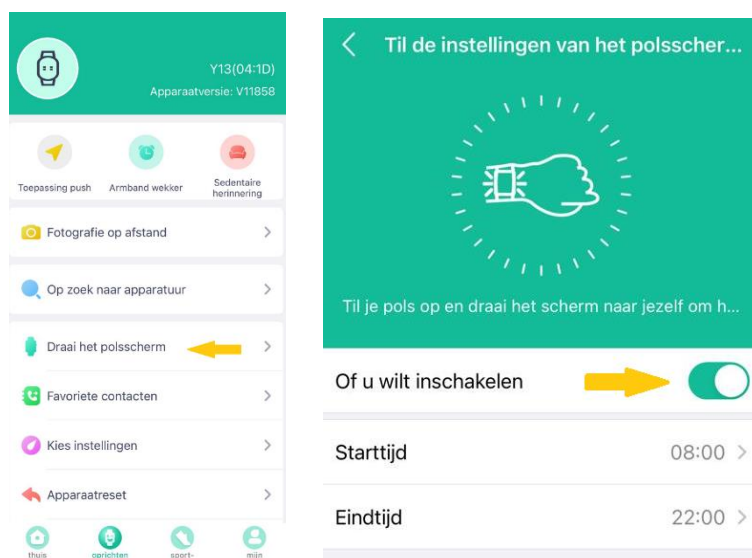 Y13(04:1D)
Apparaatversie: V11858
Toepassing push
Armband wekker
Sedentaire
herinnering
Fotografie op afstand
Op zoek naar apparatuur
Draai het polsscherm
Favoriete contacten
Kies instellingen
Apparaatreset
thuis
oprichten
sport-
mijn
Til de instellingen van het polsscher...
Til je pols op en draai het scherm naar jezelf om h...
Of u wilt inschakelen
Starttijd
08:00
Eindtijd
22:00